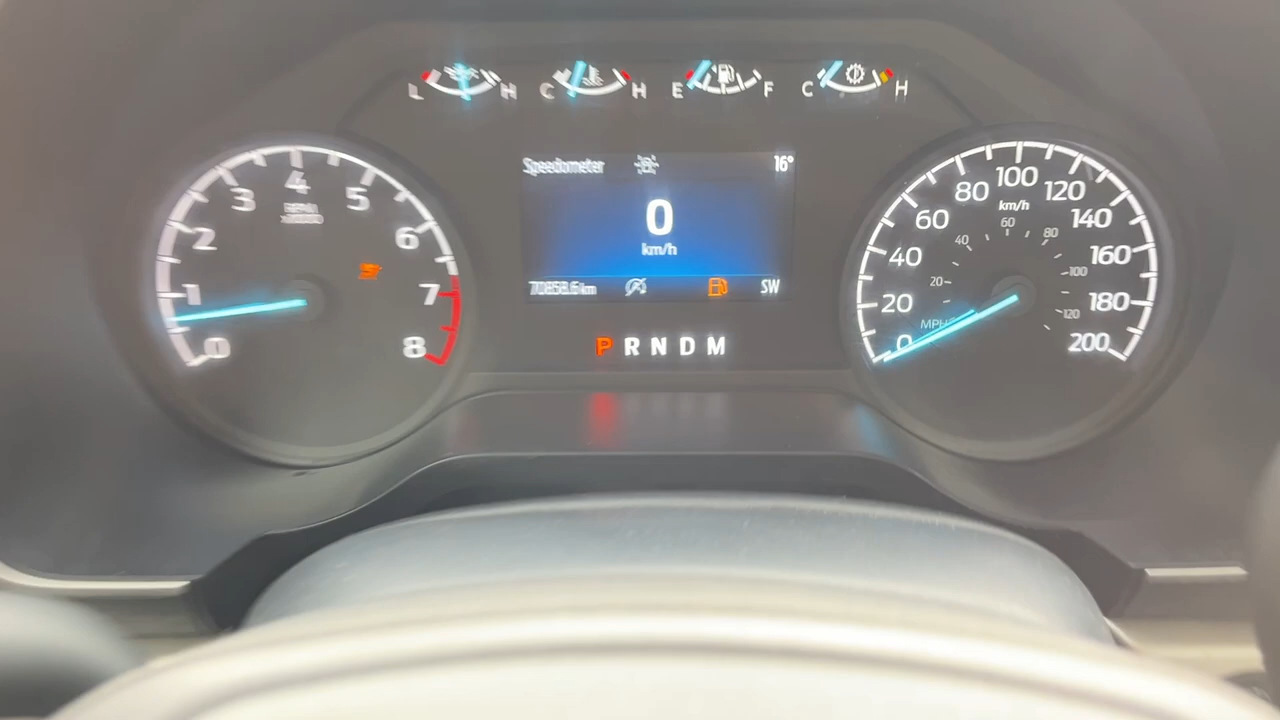 L H C H E F C H
Speedometer 16°
0
km/h
km SW
P R N D M
0 1 2 3 4 5 6 7 8
0 20 40 60 80 100 120 140 160 180 200
km/h
MPH 20 40 60 80 100 120